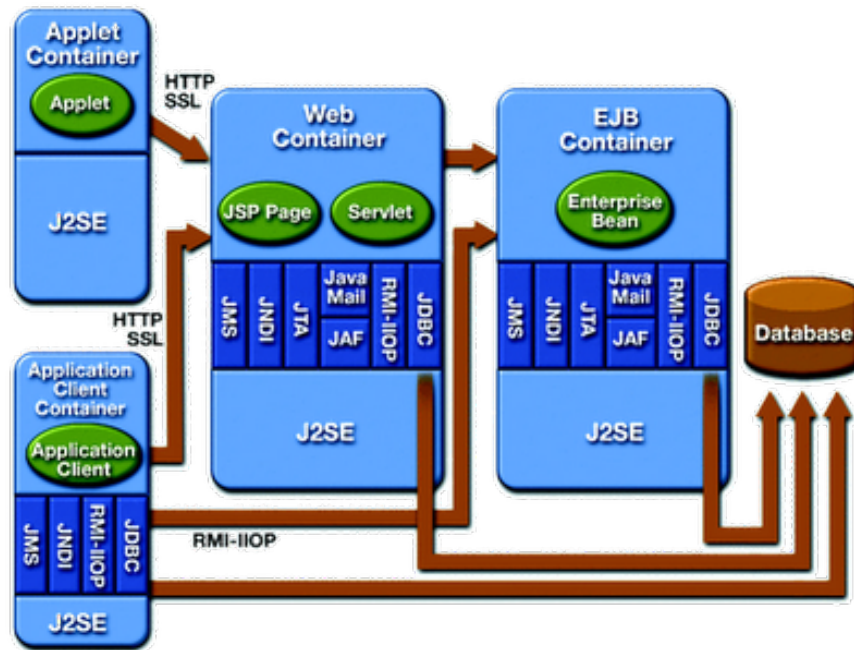 Applet
Container
Applet
J2SE
HTTP
SSL
Web
Container
JSP Page
Servlet
JMS
JNDI
JTA
Java
Mail
JAF
RMI-IIOP
JDBC
J2SE
EJB
Container
Enterprise
Bean
JMS
JNDI
JTA
Java
Mail
JAF
RMI-IIOP
JDBC
J2SE
Database
HTTP
SSL
Application
Client
Container
Application
Client
JMS
JNDI
RMI-IIOP
JDBC
J2SE
RMI-IIOP